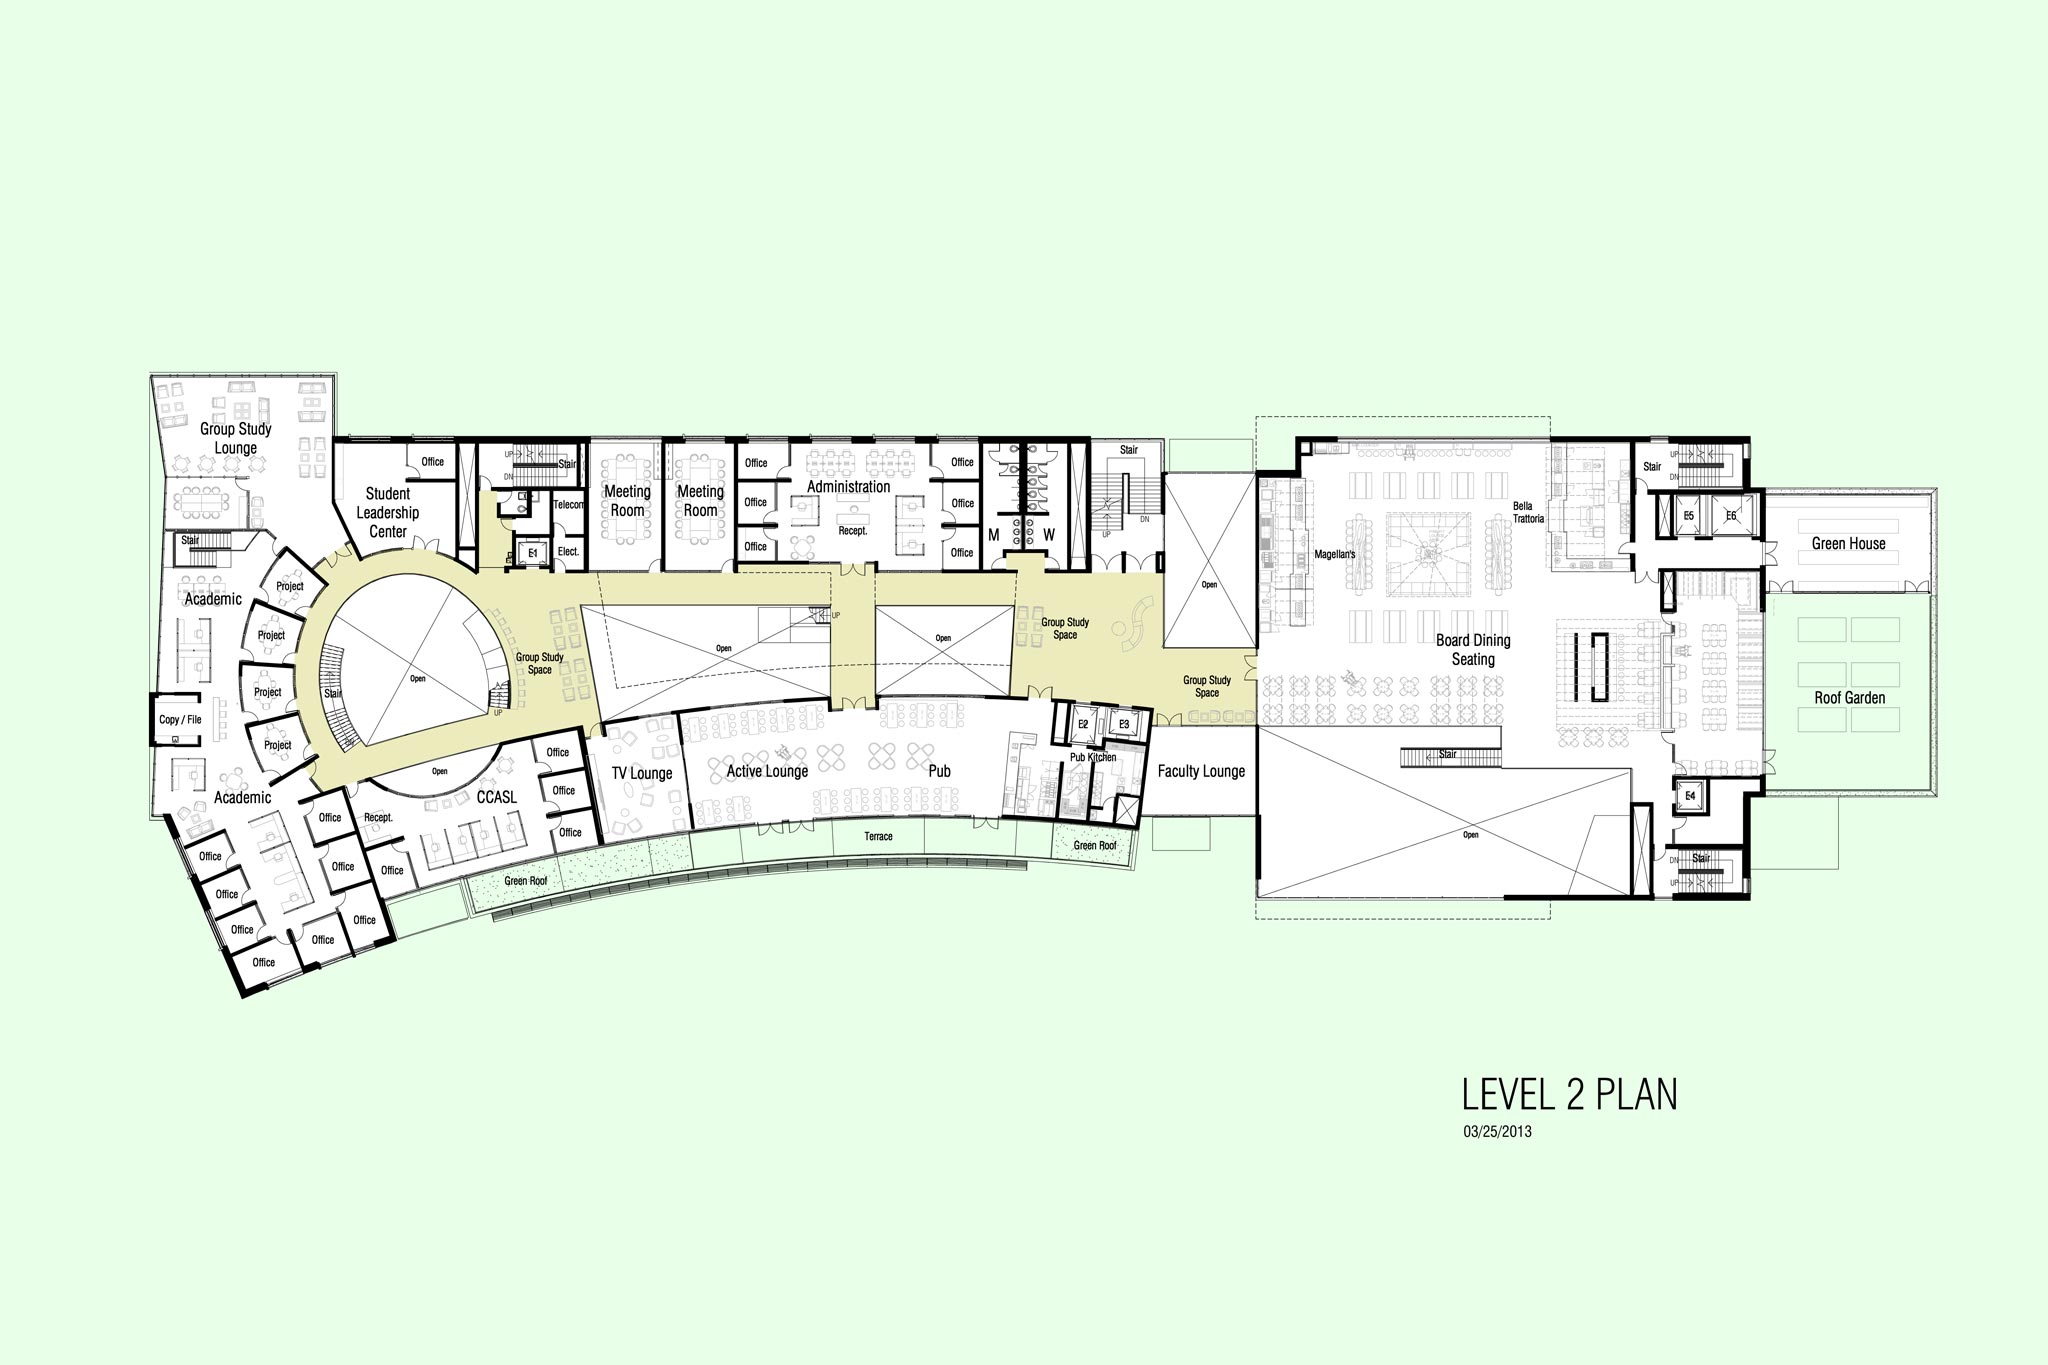 Group Study
Lounge
Office
Student
Leadership
Center
UP
DN
Stair
Telecom
Elect.
E1
Meeting
Room
Meeting
Room
Office
Office
Office
Administration
Recept.
Office
Office
Office
M
W
Stair
DN
UP
Open
Magellan's
Bella
Trattoria
Stair
UP
DN
E5
E6
Green House
Stair
Academic
Project
Project
Project
Project
Copy / File
Academic
Stair
Open
UP
Group Study
Space
Open
UP
Open
Group Study
Space
Group Study
Space
Board Dining
Seating
Roof Garden
Open
CCASL
Recept.
Office
Office
Office
Office
TV Lounge
Active Lounge
Pub
E2
E3
Pub Kitchen
Faculty Lounge
Stair
Open
E4
DN
Stair
UP
Terrace
Green Roof
Green Roof
Office
Office
Office
Office
Office
Office
Office
Office
LEVEL 2 PLAN
03/25/2013